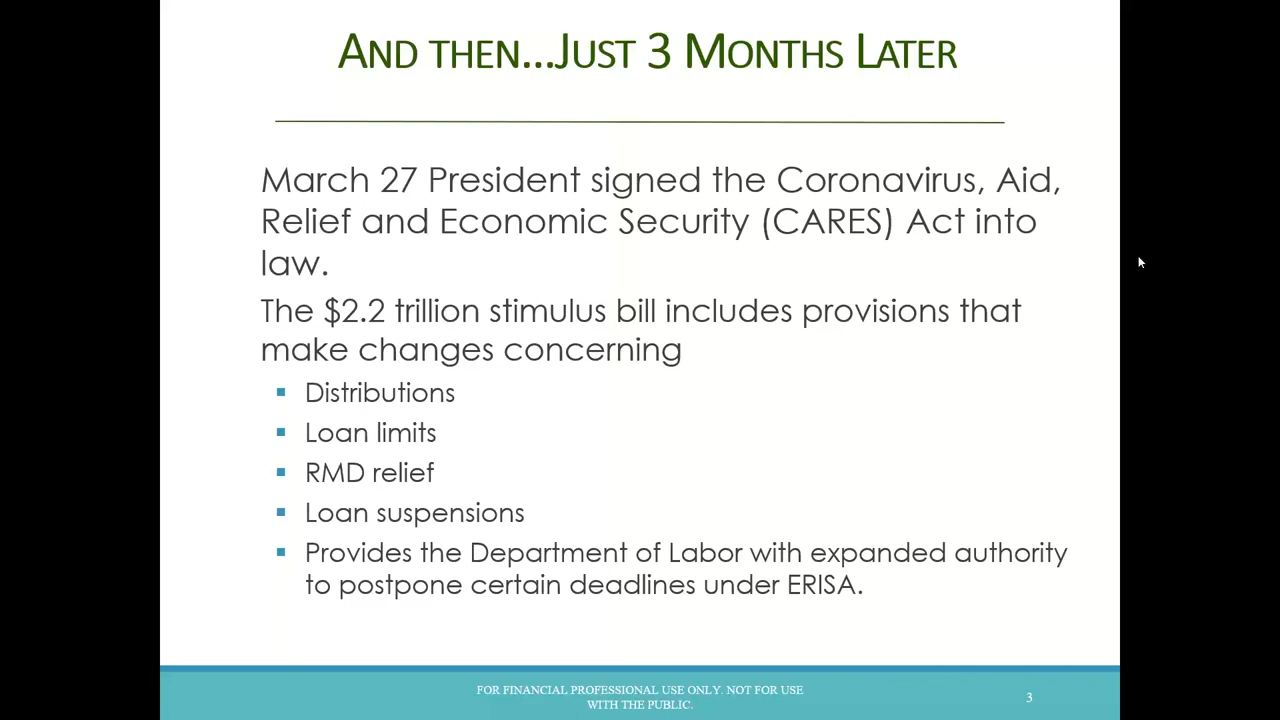 AND THEN...JUST 3 MONTHS LATER
March 27 President signed the Coronavirus, Aid,
Relief and Economic Security (CARES) Act into
law.
The $2.2 trillion stimulus bill includes provisions that
make changes concerning
▪ Distributions
▪ Loan limits
▪ RMD relief
▪ Loan suspensions
▪ Provides the Department of Labor with expanded authority
to postpone certain deadlines under ERISA.
FOR FINANCIAL PROFESSIONAL USE ONLY. NOT FOR USE
WITH THE PUBLIC.
3